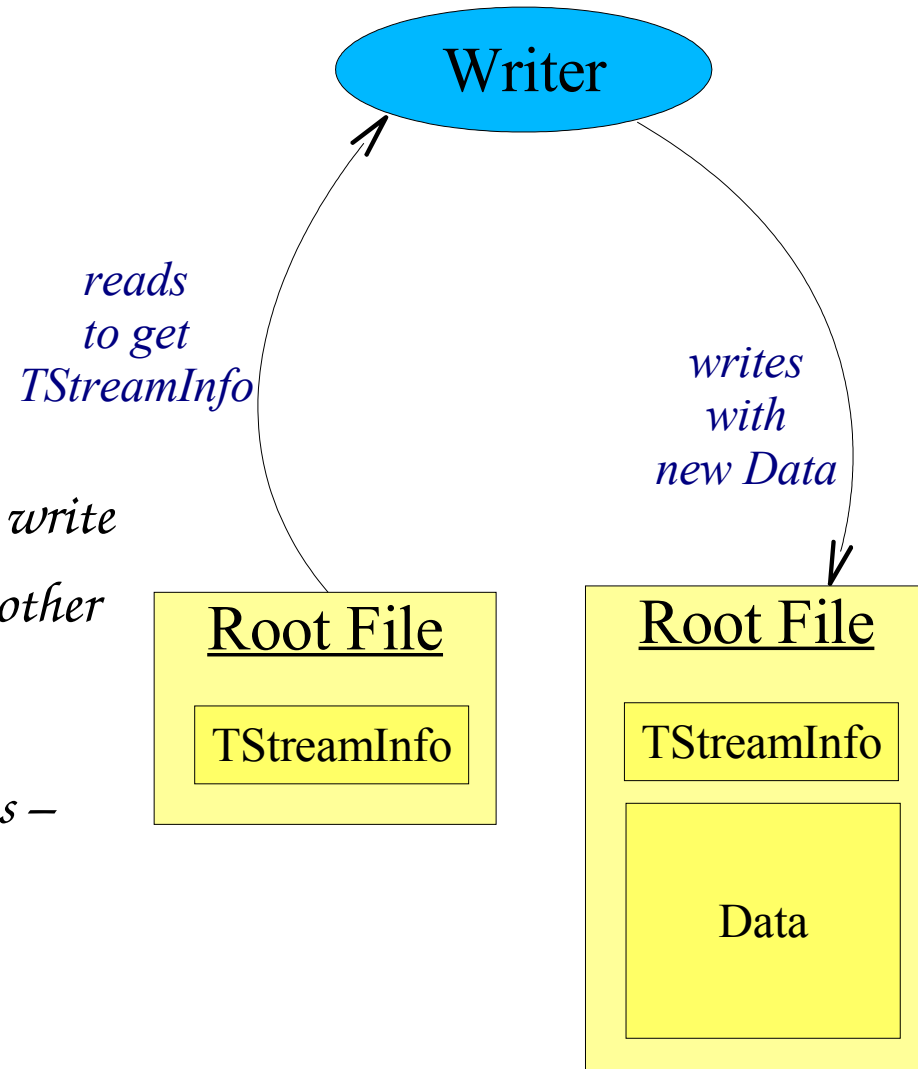 Writer
reads
to get
TStreamInfo
writes
with
new Data
write
other
s –
Root File
TStreamInfo
Root File
TStreamInfo
Data